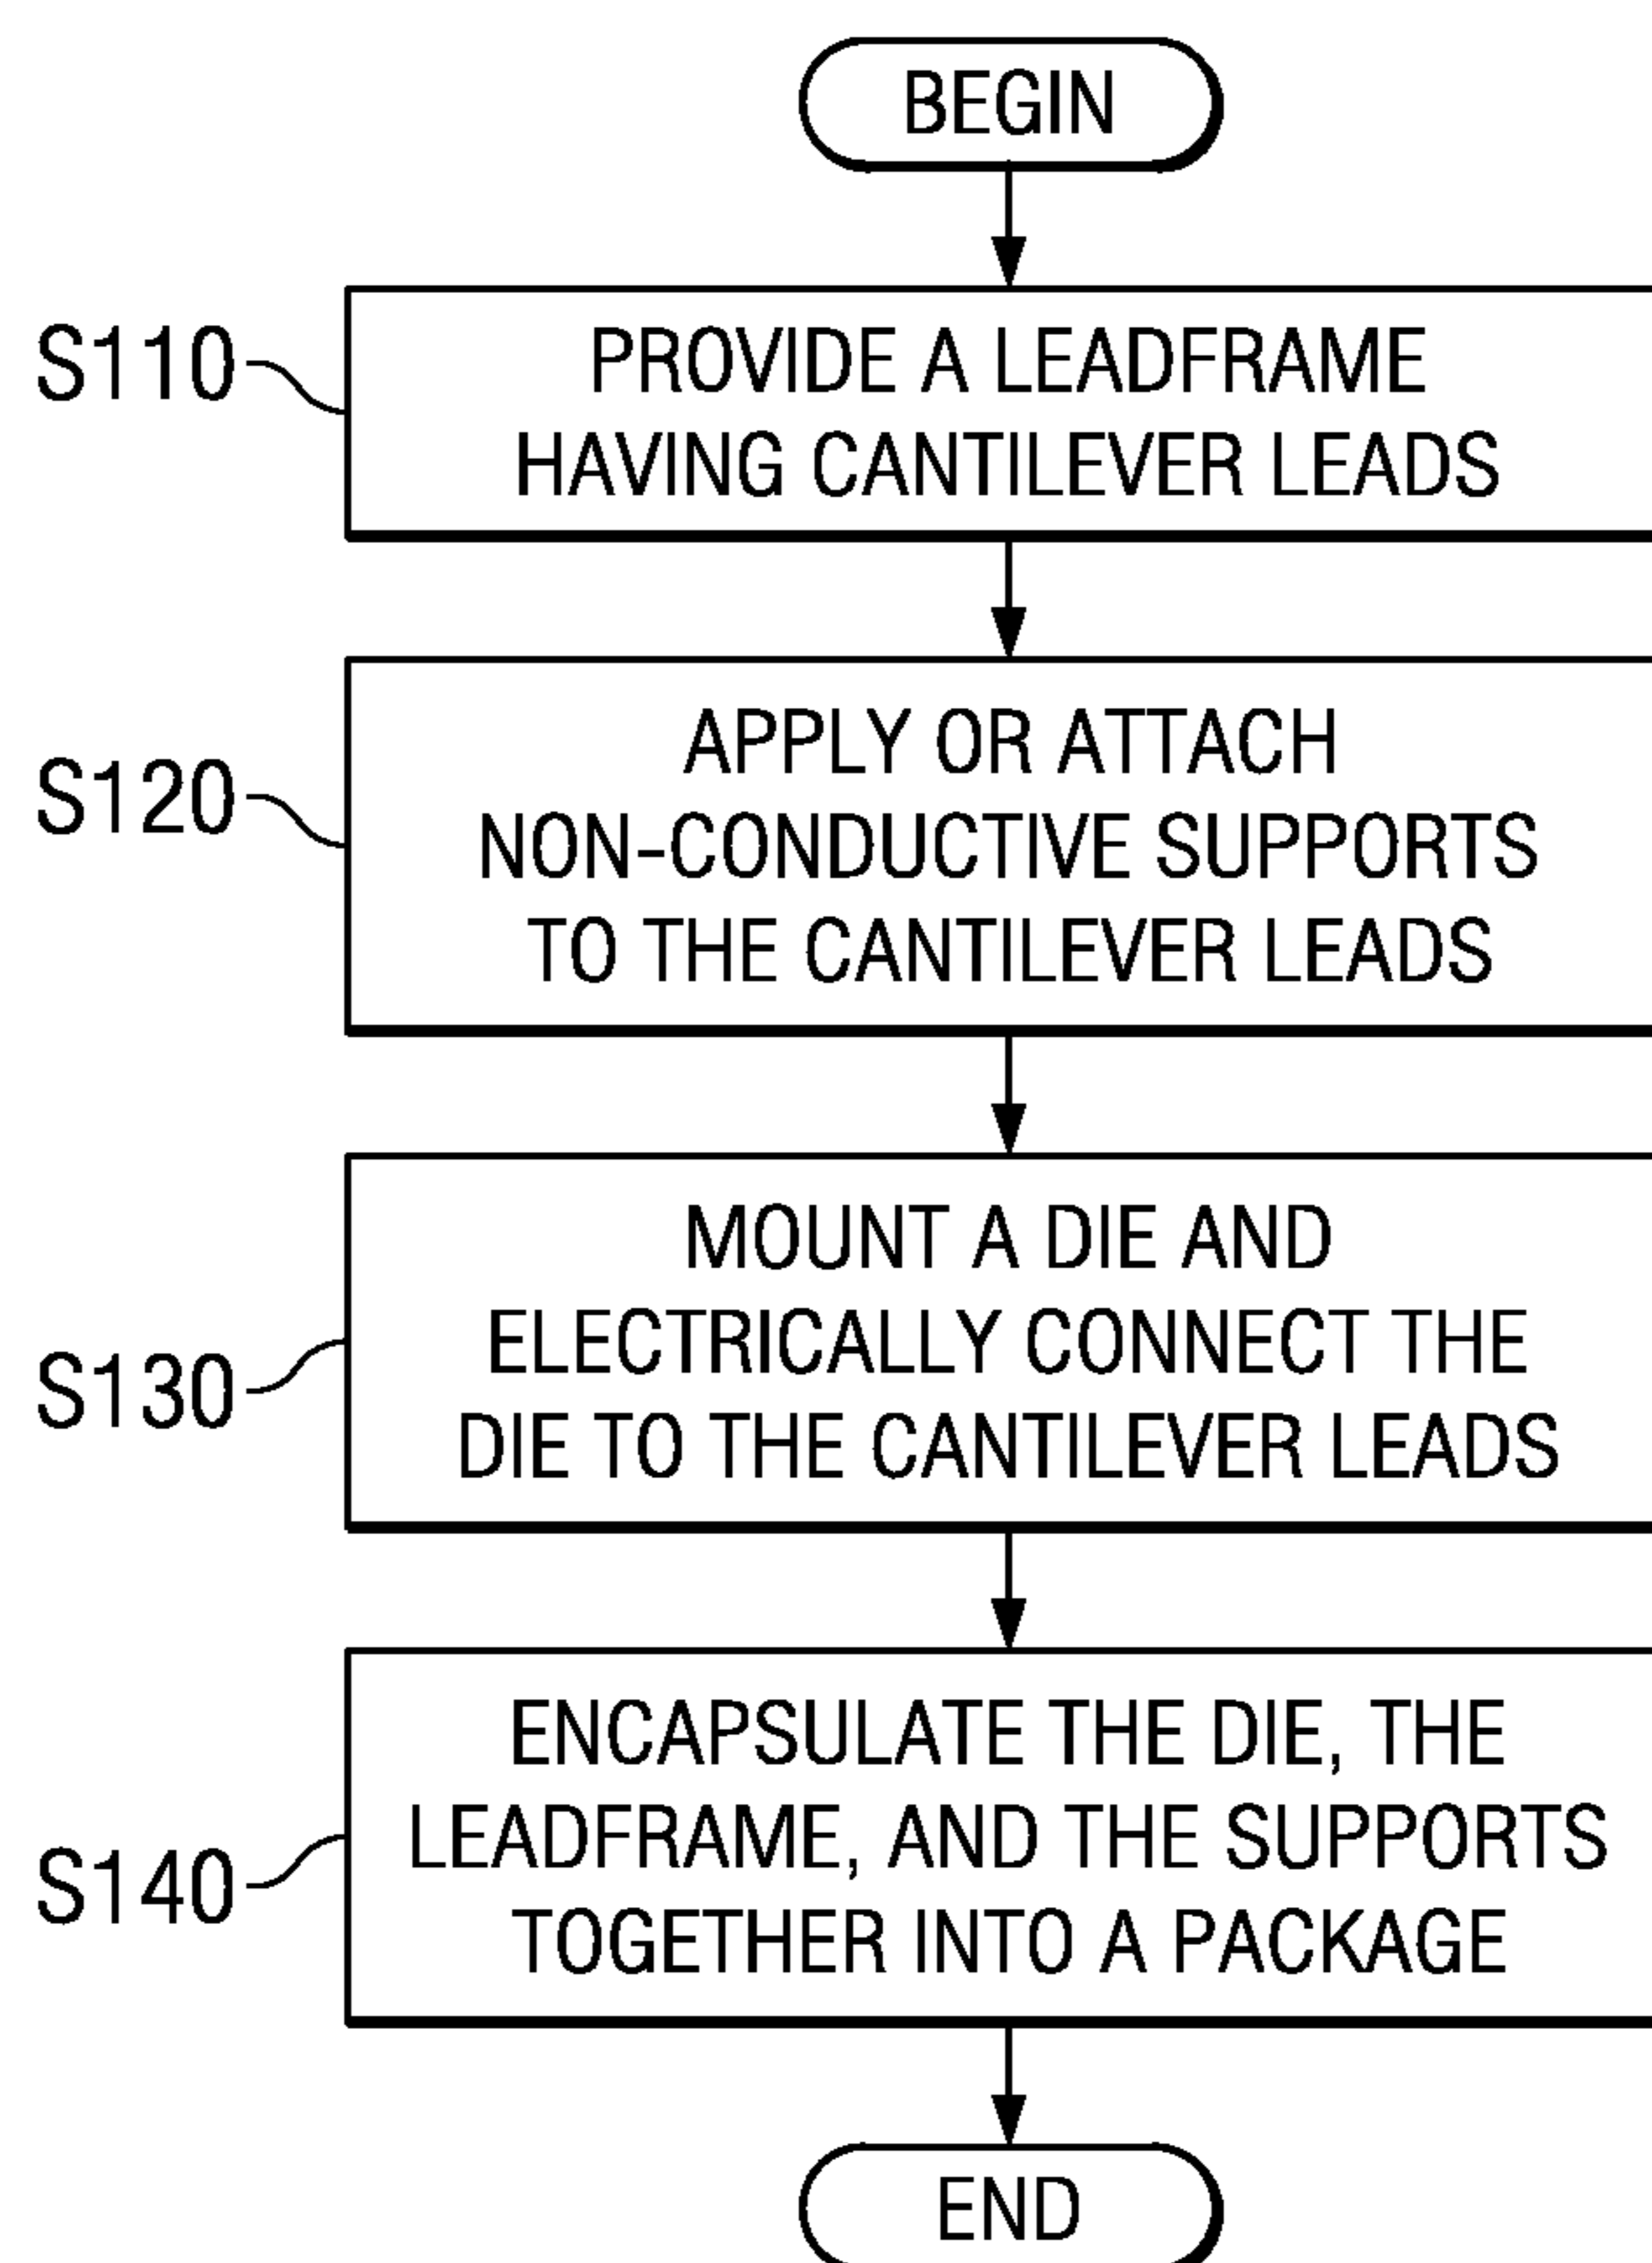 BEGIN
S110
PROVIDE A LEADFRAME
HAVING CANTILEVER LEADS
S120
APPLY OR ATTACH
NON-CONDUCTIVE SUPPORTS
TO THE CANTILEVER LEADS
S130
MOUNT A DIE AND
ELECTRICALLY CONNECT THE
DIE TO THE CANTILEVER LEADS
S140
ENCAPSULATE THE DIE, THE
LEADFRAME, AND THE SUPPORTS
TOGETHER INTO A PACKAGE
END